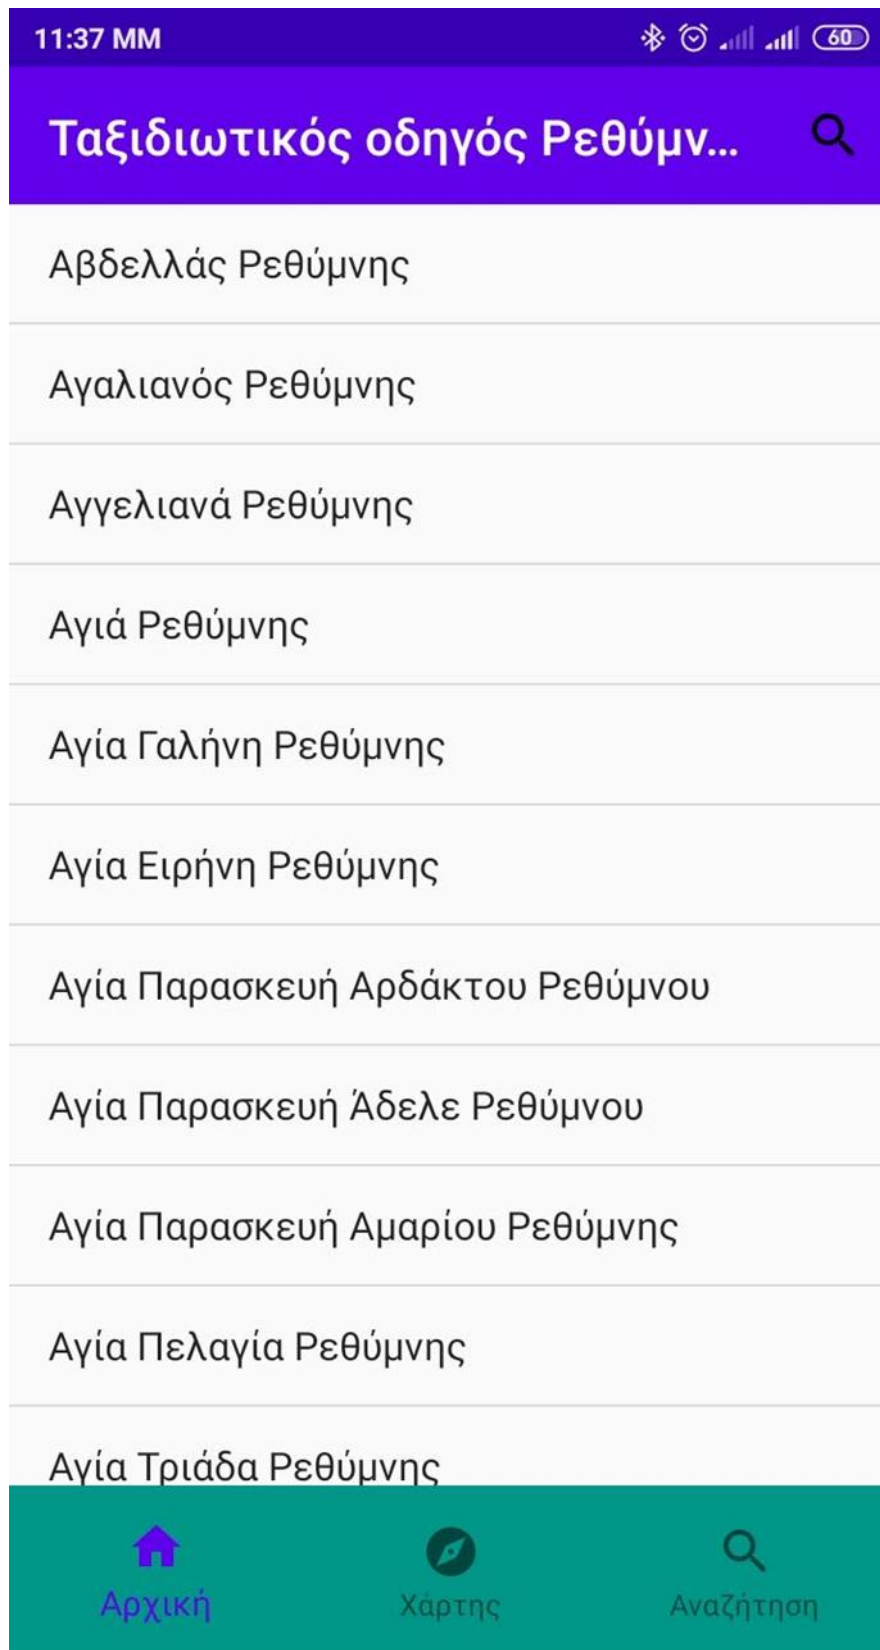 11:37 ΜΜ
60
Ταξιδιωτικός οδηγός Ρεθύμν...
Αβδελλάς Ρεθύμνης
Αγαλιανός Ρεθύμνης
Αγγελιανά Ρεθύμνης
Αγιά Ρεθύμνης
Αγία Γαλήνη Ρεθύμνης
Αγία Ειρήνη Ρεθύμνης
Αγία Παρασκευή Αρδάκτου Ρεθύμνου
Αγία Παρασκευή Άδελε Ρεθύμνου
Αγία Παρασκευή Αμαρίου Ρεθύμνης
Αγία Πελαγία Ρεθύμνης
Αγία Τριάδα Ρεθύμνης
Αρχική
Χάρτης
Αναζήτηση